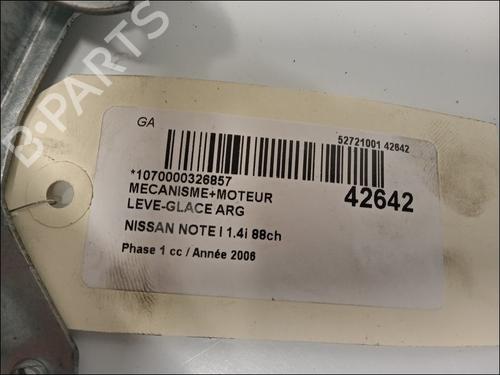 B-PARTS
GA
52721001 42642
*1070000326857
MECANISME+MOTEUR
LEVE-GLACE ARG
42642
NISSAN NOTE I 1.4i 88ch
Phase 1 cc / Année 2006